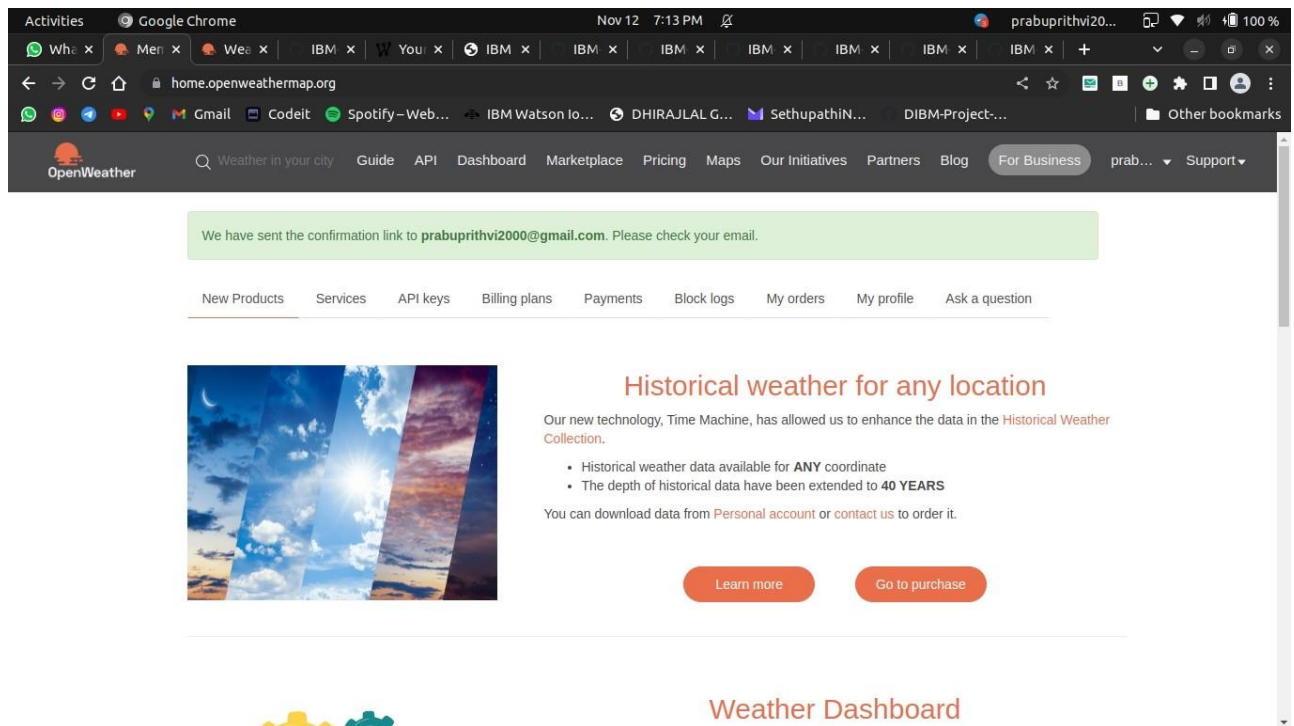 Activities Google Chrome Nov 12 7:13 PM prabuprithvi20... 100 %
Wha Mem Wea IBM- You IBM IBM- IBM- IBM- IBM- IBM- IBM
home.openweathermap.org
Gmail Codeit Spotify – Web... IBM Watson Io... DHIRAJLAL G... SethupathiN... DIBM-Project-... Other bookmarks
OpenWeather Weather in your city Guide API Dashboard Marketplace Pricing Maps Our Initiatives Partners Blog For Business prab... Support
We have sent the confirmation link to prabuprithvi2000@gmail.com. Please check your email.
New Products Services API keys Billing plans Payments Block logs My orders My profile Ask a question
Historical weather for any location
Our new technology, Time Machine, has allowed us to enhance the data in the Historical Weather
Collection.
• Historical weather data available for ANY coordinate
• The depth of historical data have been extended to 40 YEARS
You can download data from Personal account or contact us to order it.
Learn more Go to purchase
Weather Dashboard